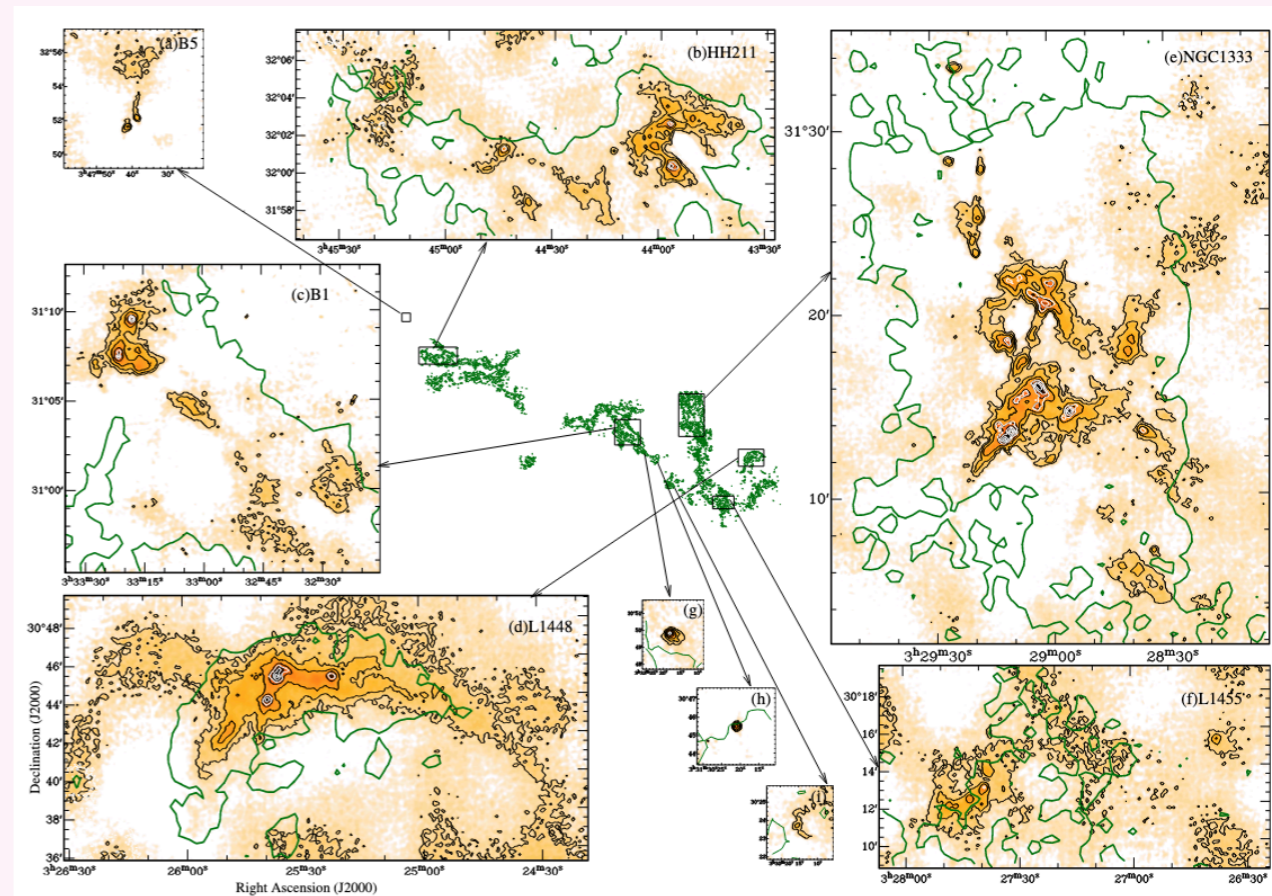 (a)B5
32°56′
54′
52′
50′
3ʰ47ᵐ50ˢ 40ˢ 30ˢ
(b)HH211
32°06′
32°04′
32°02′
32°00′
31°58′
3ʰ45ᵐ30ˢ 45ᵐ00ˢ 44ᵐ30ˢ 44ᵐ00ˢ 43ᵐ30ˢ
(e)NGC1333
31°30′
20′
10′
3ʰ29ᵐ30ˢ 29ᵐ00ˢ 28ᵐ30ˢ
(c)B1
31°10′
31°05′
31°00′
3ʰ33ᵐ30ˢ 33ᵐ15ˢ 33ᵐ00ˢ 32ᵐ45ˢ 32ᵐ30ˢ
(d)L1448
30°48′
46′
44′
42′
40′
38′
36′
3ʰ26ᵐ30ˢ 26ᵐ00ˢ 25ᵐ30ˢ 25ᵐ00ˢ 24ᵐ30ˢ
Declination (J2000)
Right Ascension (J2000)
(g)
(h)
(i)
(f)L1455
30°18′
16′
14′
12′
10′
3ʰ28ᵐ00ˢ 27ᵐ30ˢ 27ᵐ00ˢ 26ᵐ30ˢ